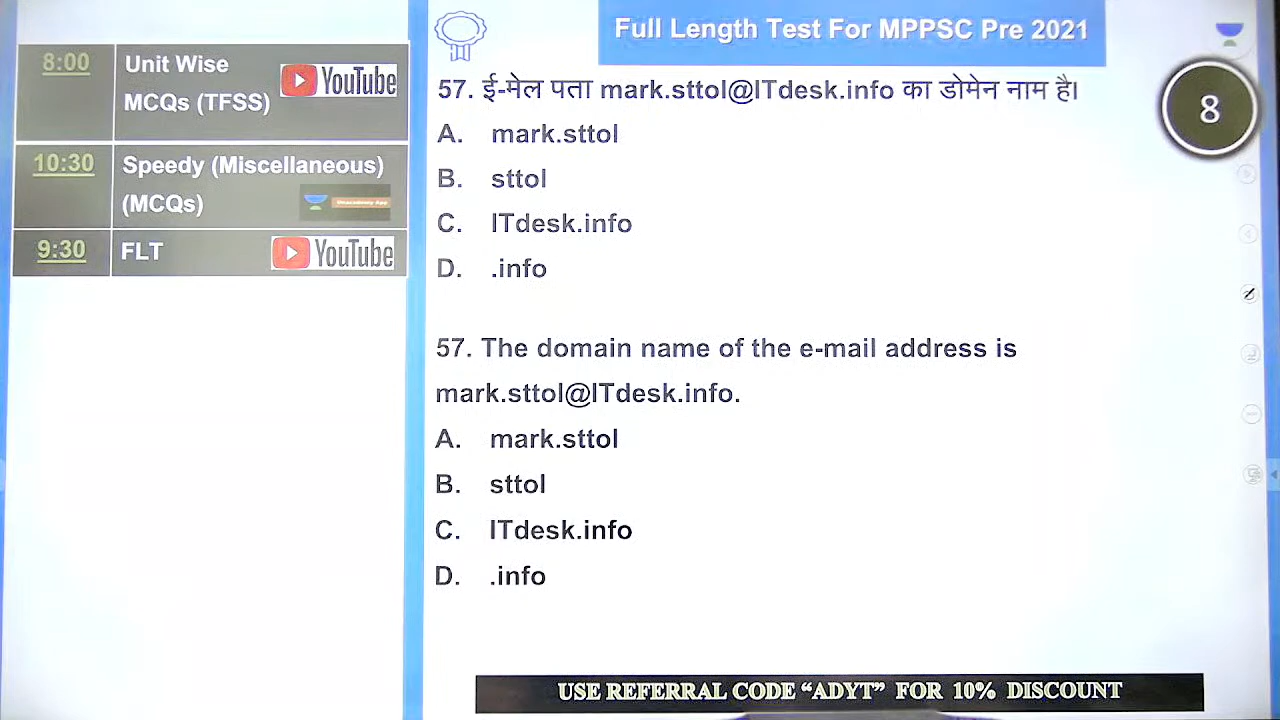 Full Length Test For MPPSC Pre 2021
8:00 Unit Wise
MCQs (TFSS)
YouTube
10:30 Speedy (Miscellaneous)
(MCQs)
Unacademy App
9:30 FLT
YouTube
8
57. ई-मेल पता mark.sttol@ITdesk.info का डोमेन नाम है।
A. mark.sttol
B. sttol
C. ITdesk.info
D. .info
57. The domain name of the e-mail address is
mark.sttol@ITdesk.info.
A. mark.sttol
B. sttol
C. ITdesk.info
D. .info
USE REFERRAL CODE “ADYT” FOR 10% DISCOUNT